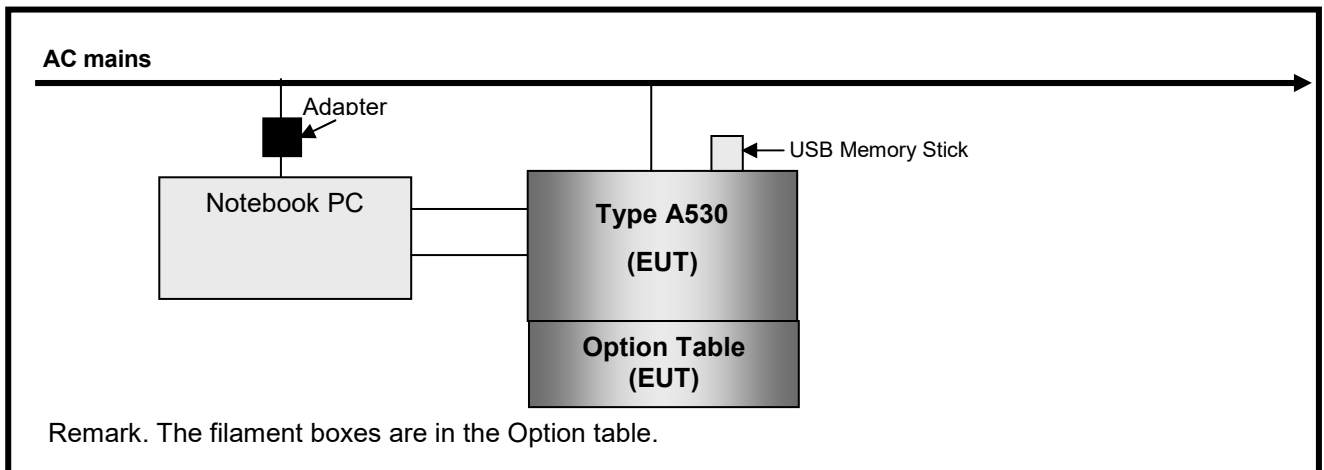 AC mains
Adapter
USB Memory Stick
Notebook PC
Type A530
(EUT)
Option Table
(EUT)
Remark. The filament boxes are in the Option table.